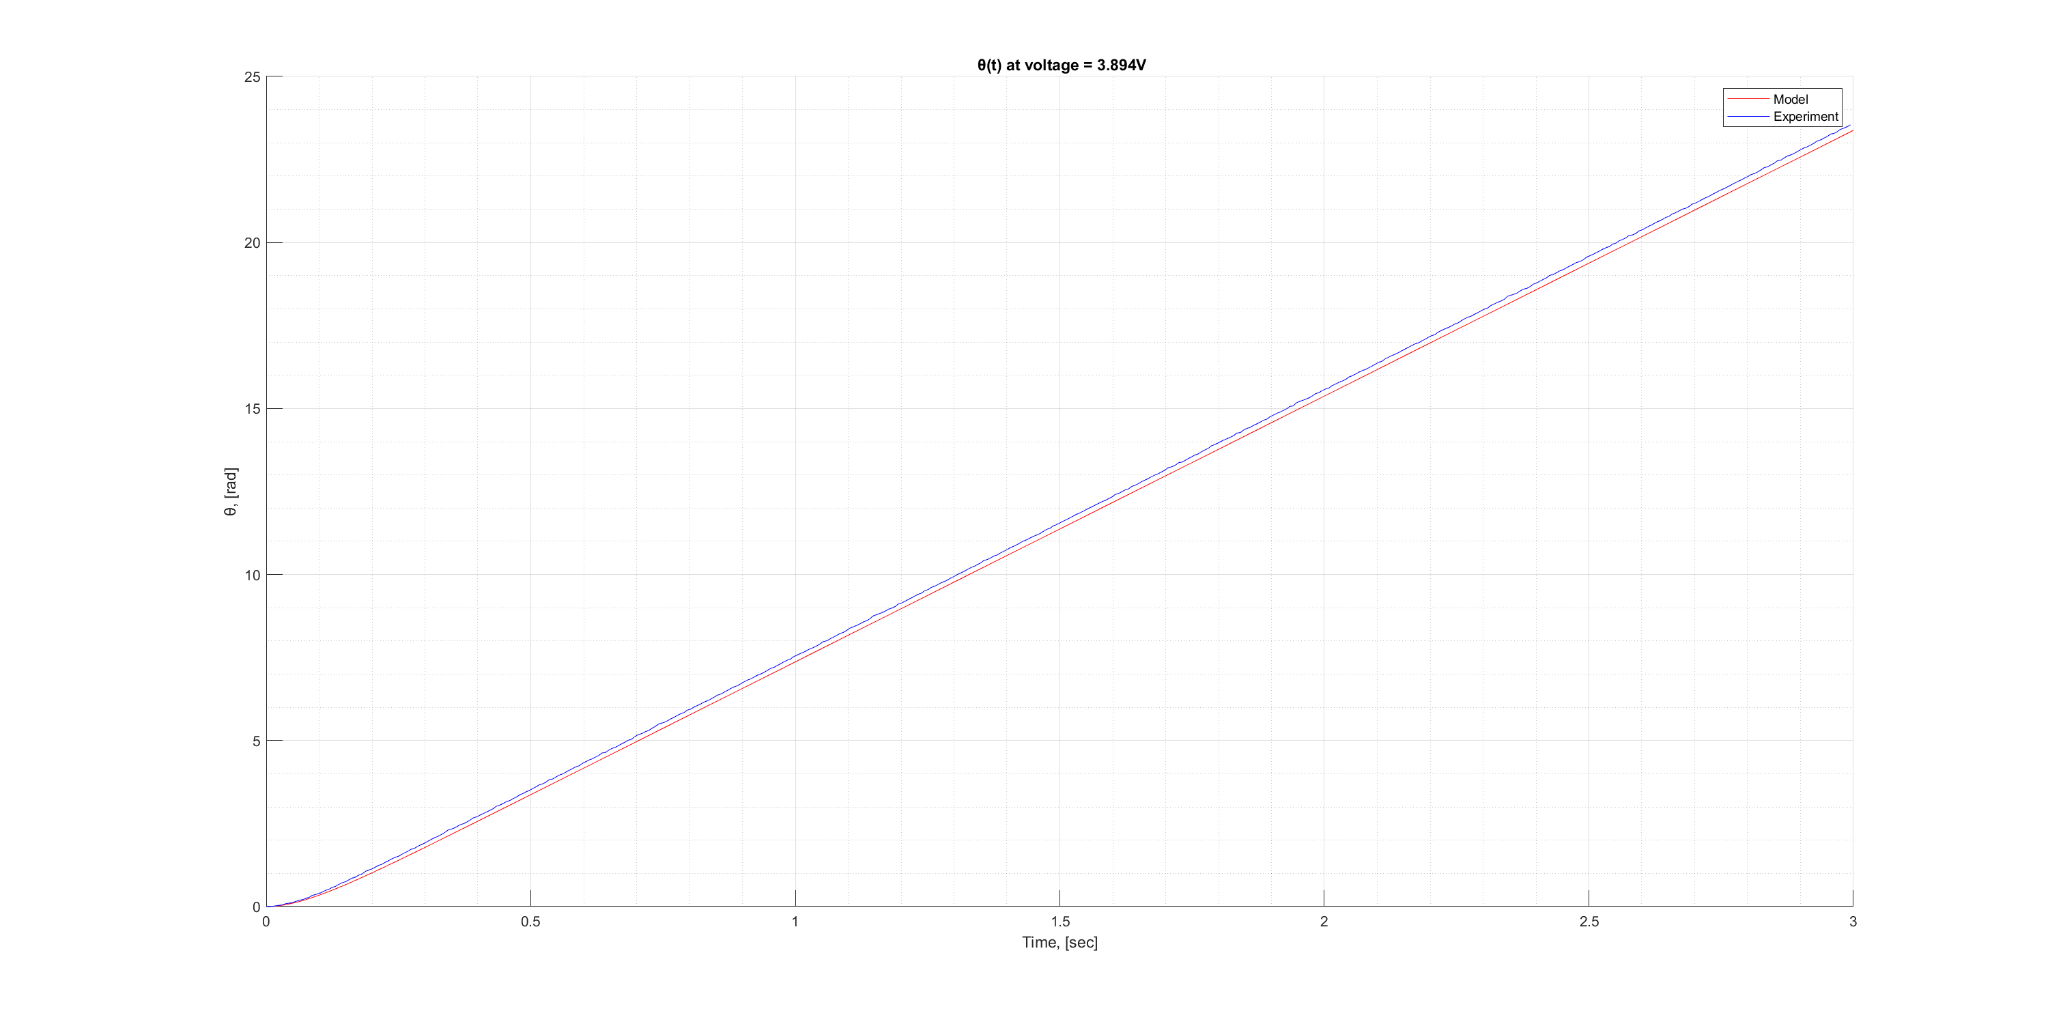 θ(t) at voltage = 3.894V
Model
Experiment
25
20
15
10
5
0
θ, [rad]
0 0.5 1 1.5 2 2.5 3
Time, [sec]